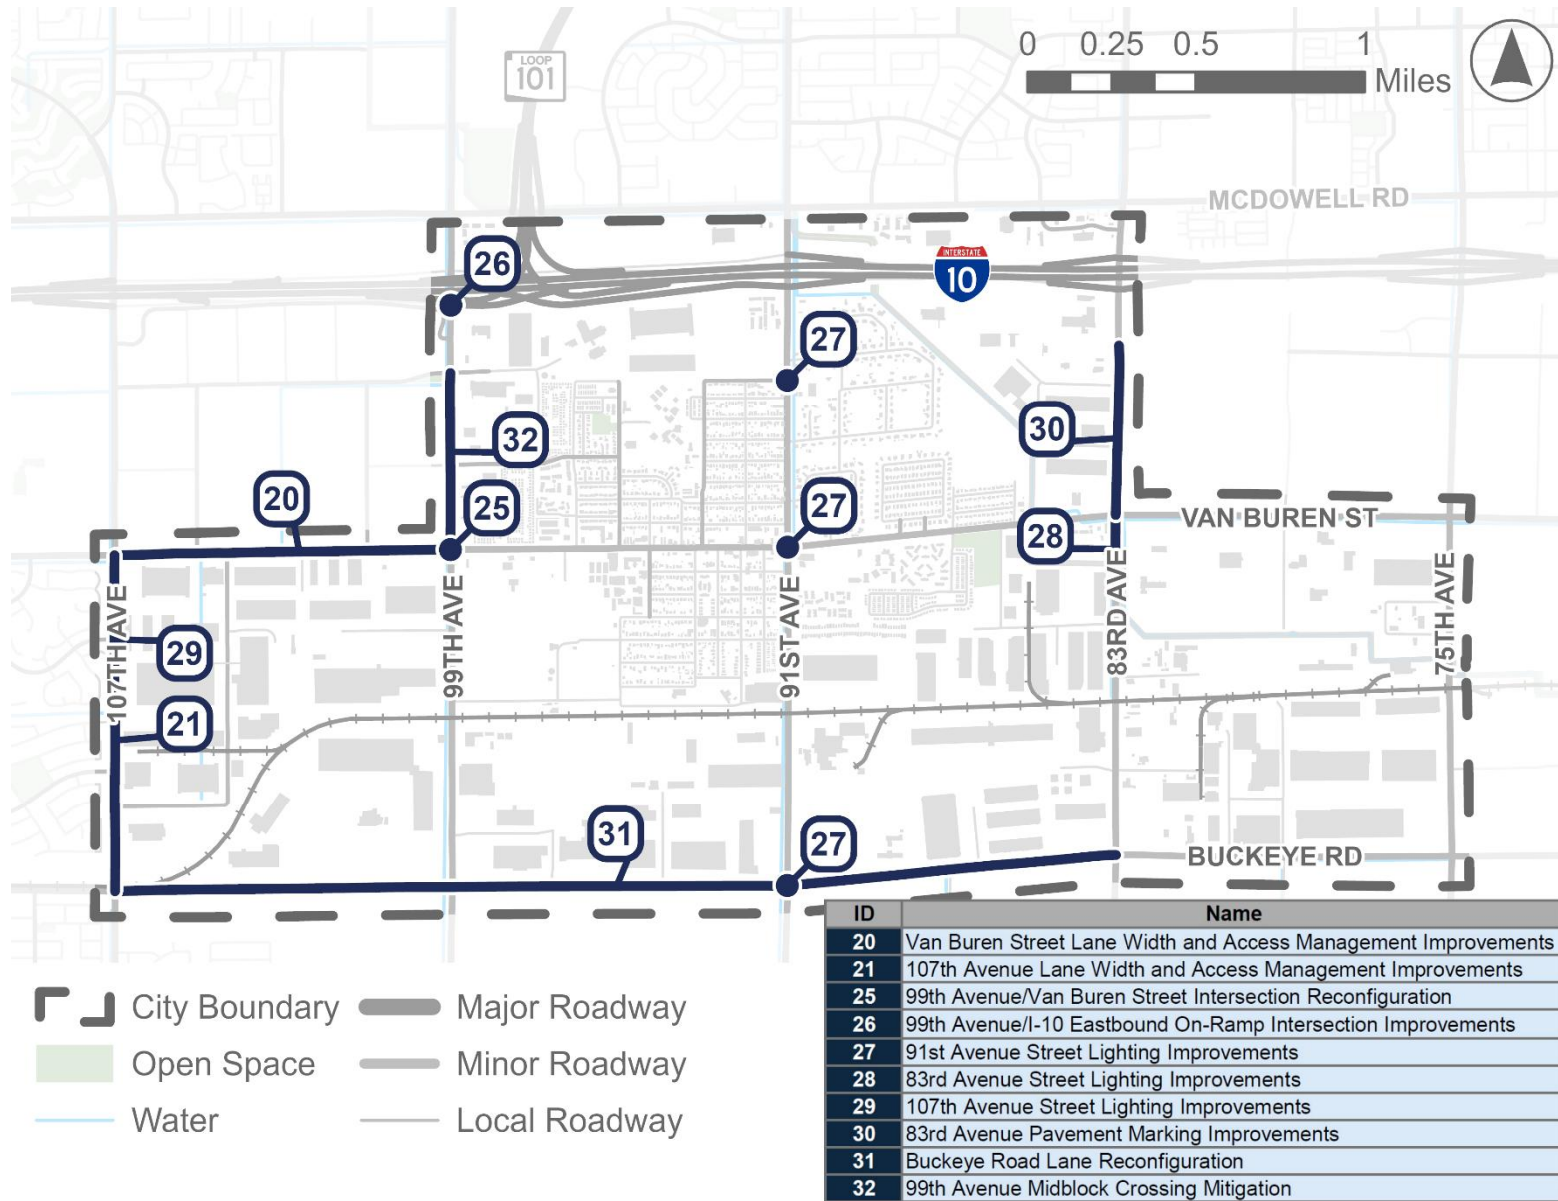 0 0.25 0.5 1
Miles
LOOP
101
MCDOWELL RD
INTERSTATE
10
26
27
32
30
20
25
27
28
VAN BUREN ST
107TH AVE
99TH AVE
91ST AVE
83RD AVE
75TH AVE
29
21
31
27
BUCKEYE RD
City Boundary
Open Space
Water
Major Roadway
Minor Roadway
Local Roadway
ID Name
20 Van Buren Street Lane Width and Access Management Improvements
21 107th Avenue Lane Width and Access Management Improvements
25 99th Avenue/Van Buren Street Intersection Reconfiguration
26 99th Avenue/I-10 Eastbound On-Ramp Intersection Improvements
27 91st Avenue Street Lighting Improvements
28 83rd Avenue Street Lighting Improvements
29 107th Avenue Street Lighting Improvements
30 83rd Avenue Pavement Marking Improvements
31 Buckeye Road Lane Reconfiguration
32 99th Avenue Midblock Crossing Mitigation